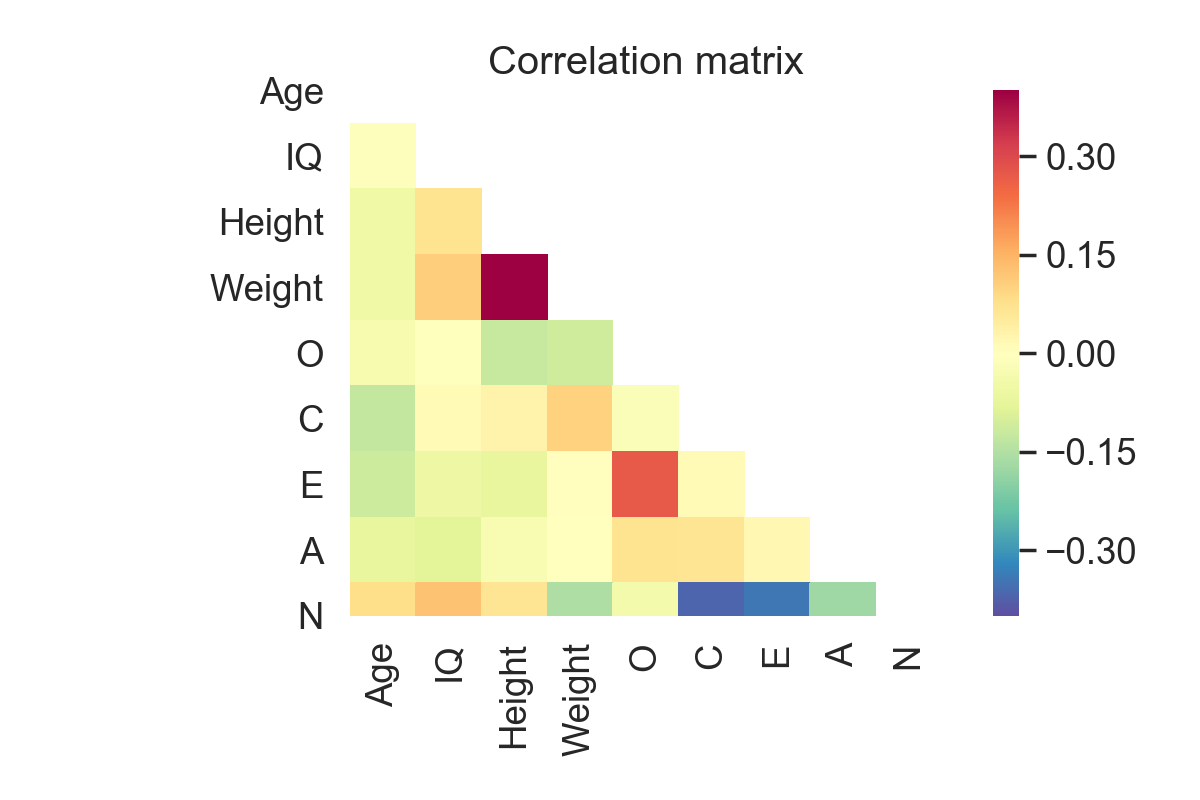 Correlation matrix
Age
IQ
Height
Weight
O
C
E
A
N
Age
IQ
Height
Weight
O
C
E
A
N
0.30
0.15
0.00
−0.15
−0.30